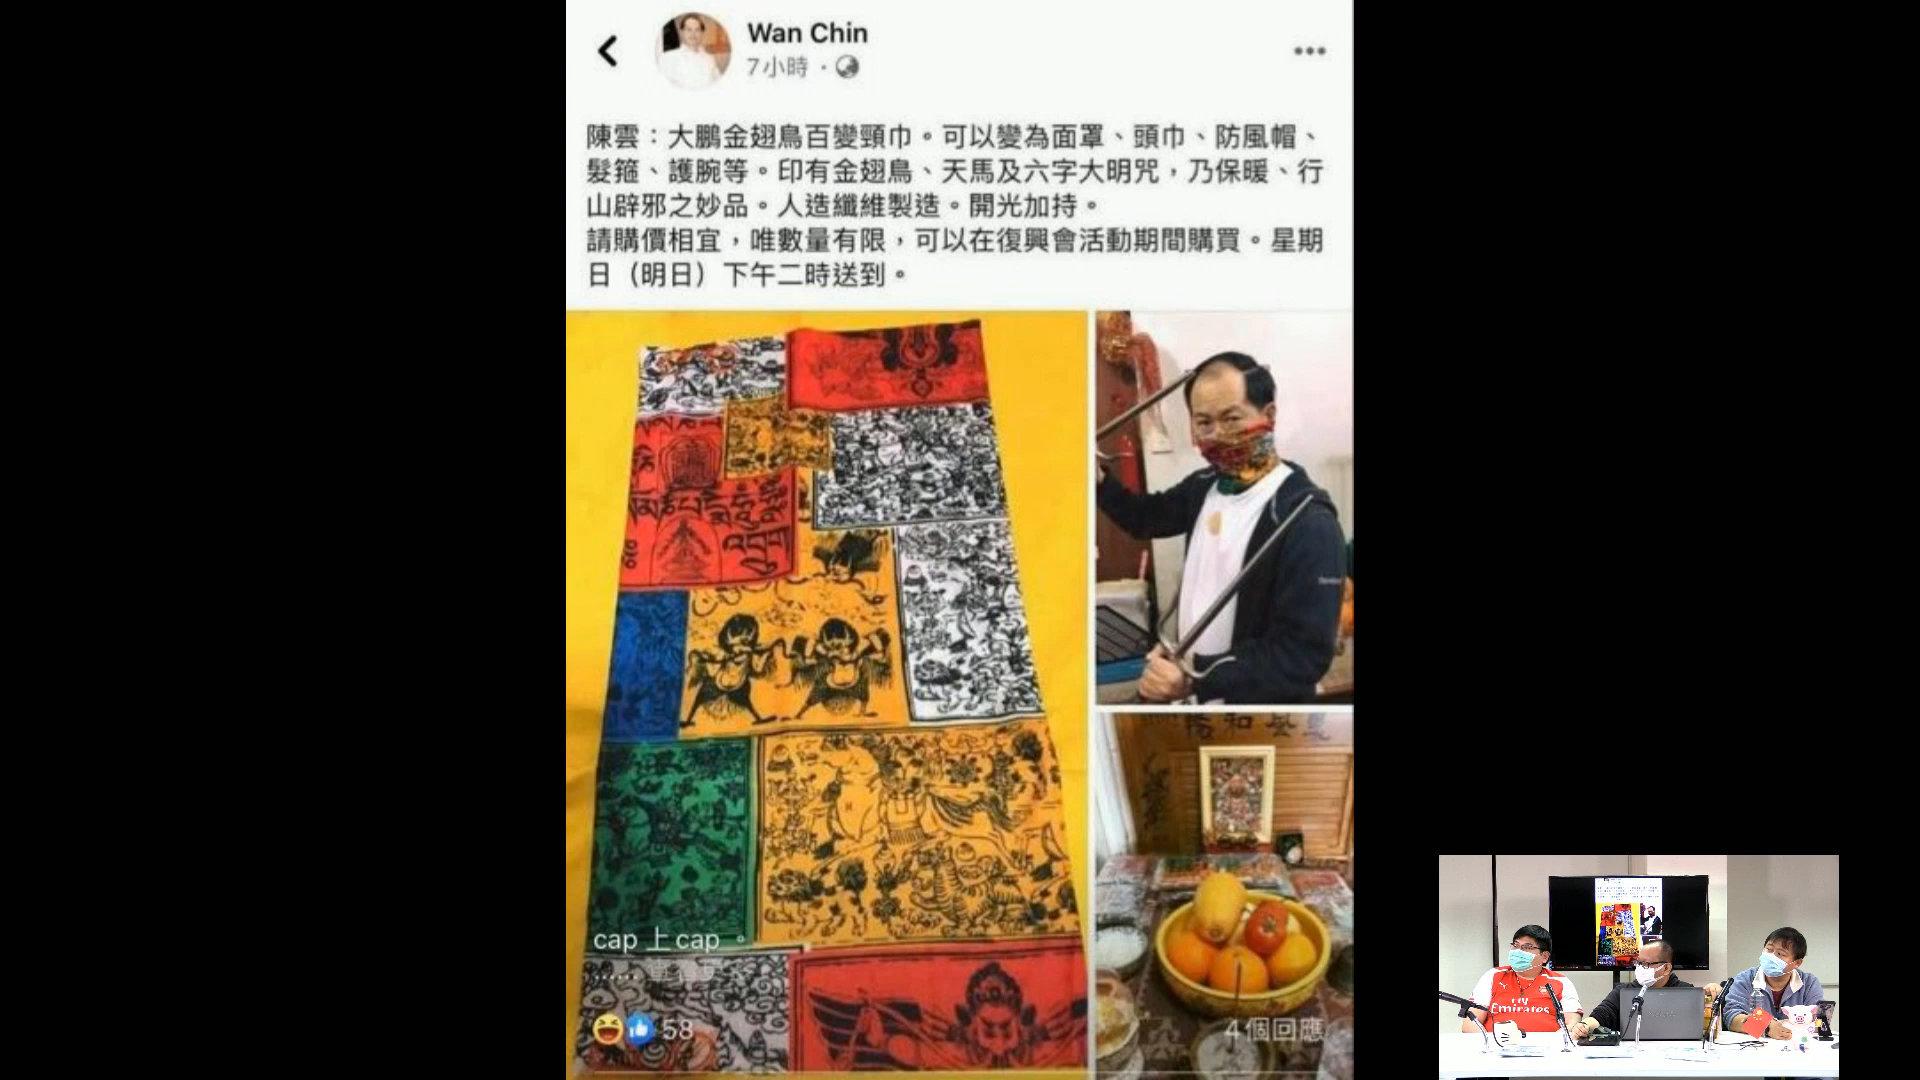 Wan Chin
7小時 ·
陳雲：大鵬金翅鳥百變頸巾。可以變為面罩、頭巾、防風帽、
髮箍、護腕等。印有金翅鳥、天馬及六字大明咒，乃保暖、行
山辟邪之妙品。人造纖維製造。開光加持。
請購價相宜，唯數量有限，可以在復興會活動期間購買。星期
日（明日）下午二時送到。
cap 上 cap 。
58
4個回應
Fly
Emirates